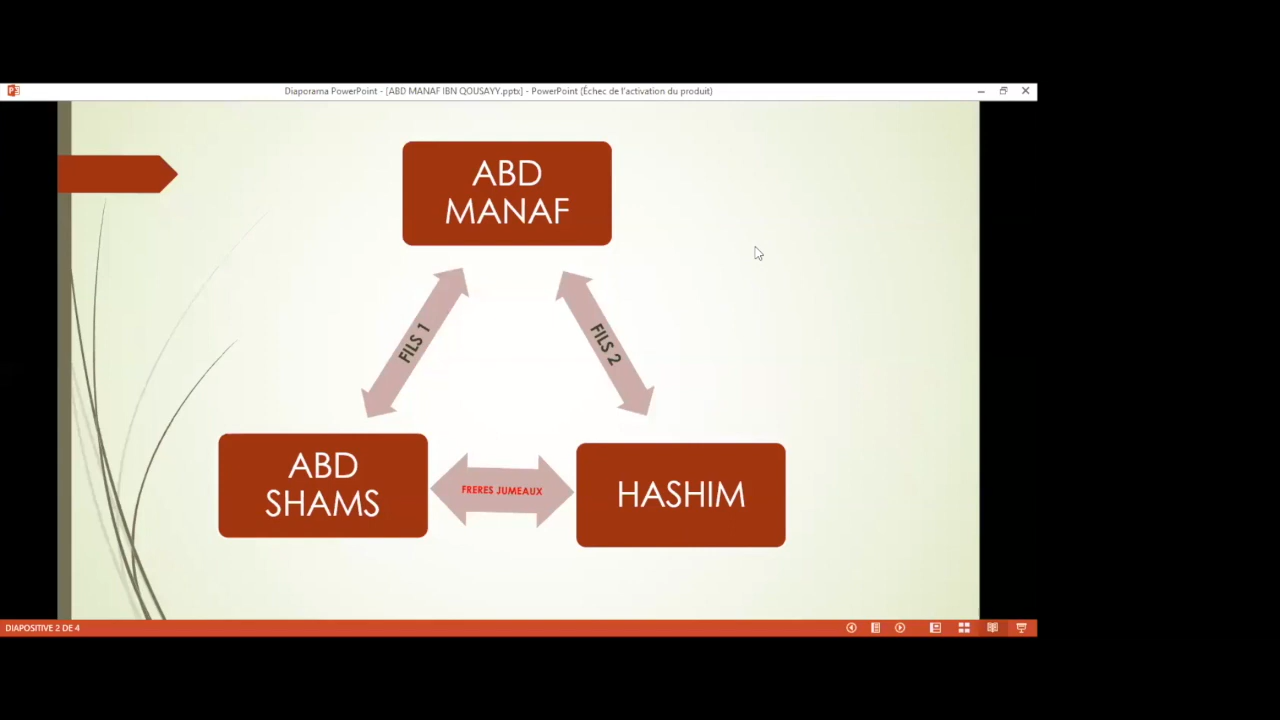 Diaporama PowerPoint - [ABD MANAF IBN QOUSAYY.pptx] - PowerPoint (Échec de l'activation du produit)
ABD
MANAF
FILS 1
FILS 2
ABD
SHAMS
FRERES JUMEAUX
HASHIM
DIAPOSITIVE 2 DE 4